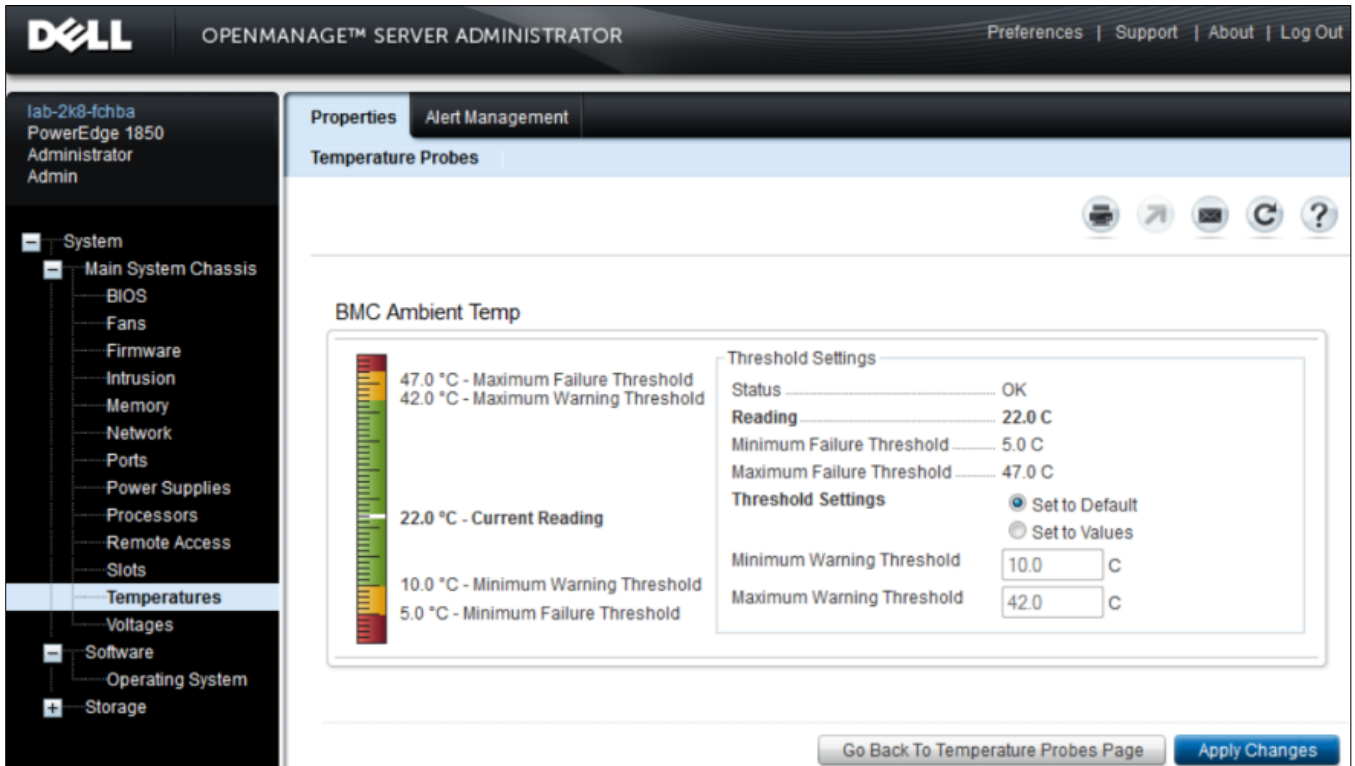 DELL OPENMANAGE™ SERVER ADMINISTRATOR Preferences | Support | About | Log Out
lab-2k8-fchba
PowerEdge 1850
Administrator
Admin
System
Main System Chassis
BIOS
Fans
Firmware
Intrusion
Memory
Network
Ports
Power Supplies
Processors
Remote Access
Slots
Temperatures
Voltages
Software
Operating System
Storage
Properties Alert Management
Temperature Probes
?
BMC Ambient Temp
47.0 °C - Maximum Failure Threshold
42.0 °C - Maximum Warning Threshold
22.0 °C - Current Reading
10.0 °C - Minimum Warning Threshold
5.0 °C - Minimum Failure Threshold
Threshold Settings
Status OK
Reading 22.0 C
Minimum Failure Threshold 5.0 C
Maximum Failure Threshold 47.0 C
Threshold Settings Set to Default
Set to Values
Minimum Warning Threshold 10.0 C
Maximum Warning Threshold 42.0 C
Go Back To Temperature Probes Page Apply Changes